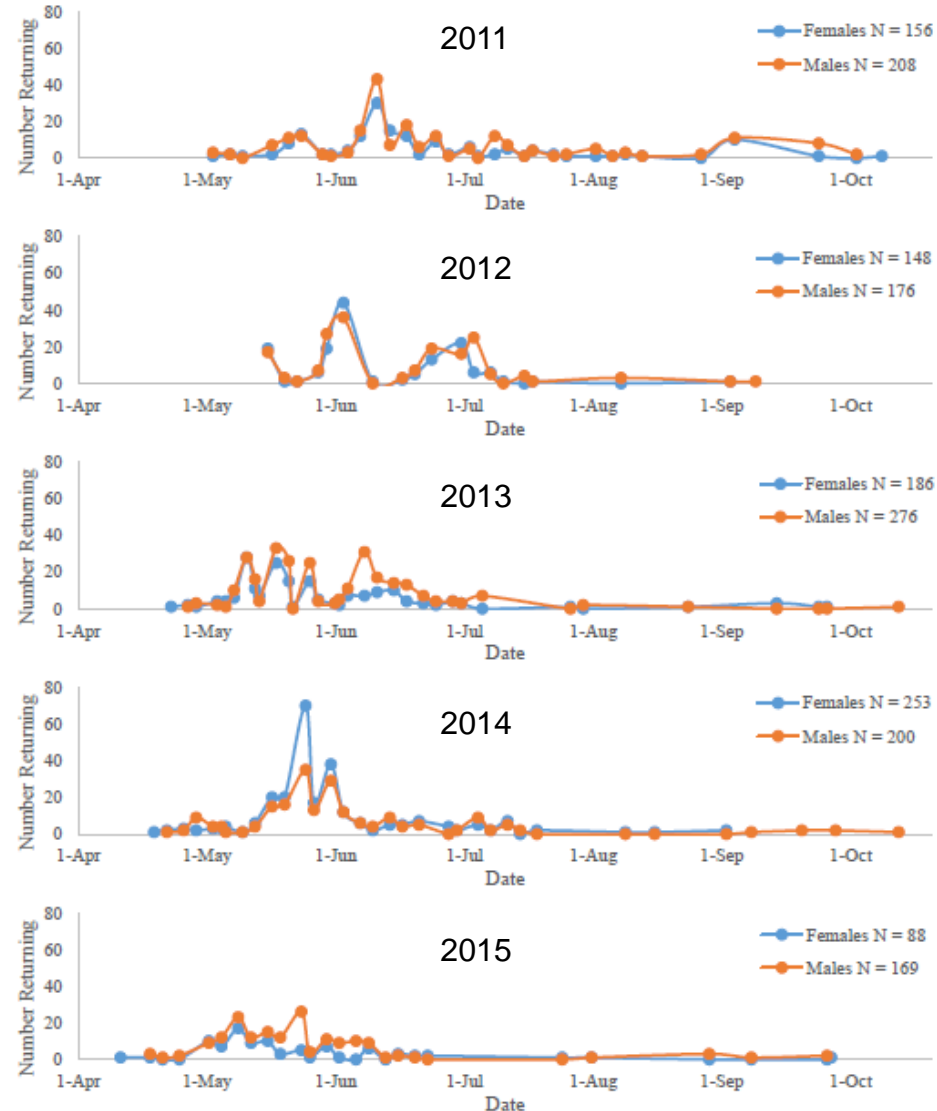 80
2011
Females N = 156
60
Males N = 208
40
20
0
Number Returning
1-Apr 1-May 1-Jun 1-Jul 1-Aug 1-Sep 1-Oct
Date
80
2012
Females N = 148
60
Males N = 176
40
20
0
Number Returning
1-Apr 1-May 1-Jun 1-Jul 1-Aug 1-Sep 1-Oct
Date
80
2013
Females N = 186
60
Males N = 276
40
20
0
Number Returning
1-Apr 1-May 1-Jun 1-Jul 1-Aug 1-Sep 1-Oct
Date
80
2014
Females N = 253
60
Males N = 200
40
20
0
Number Returning
1-Apr 1-May 1-Jun 1-Jul 1-Aug 1-Sep 1-Oct
Date
80
2015
Females N = 88
60
Males N = 169
40
20
0
Number Returning
1-Apr 1-May 1-Jun 1-Jul 1-Aug 1-Sep 1-Oct
Date